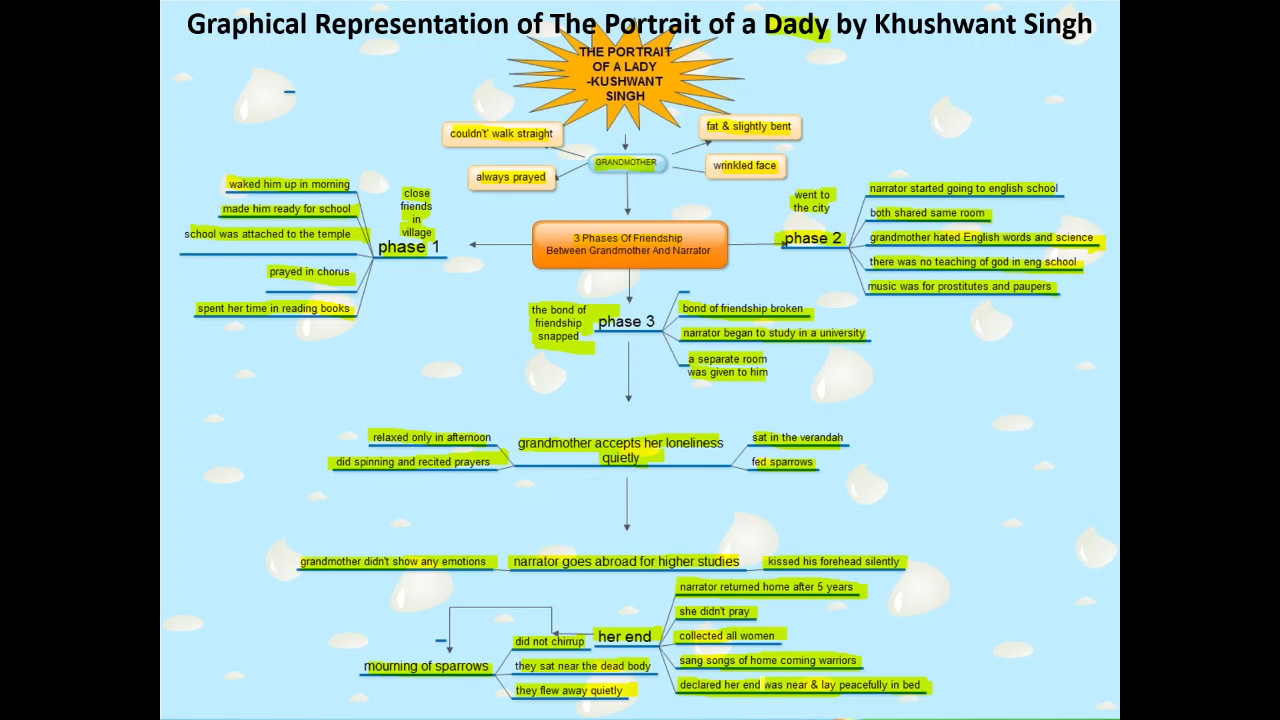 Graphical Representation of The Portrait of a Dady by Khushwant Singh
THE PORTRAIT
OF A LADY
-KUSHWANT
SINGH
couldn't' walk straight
fat & slightly bent
GRANDMOTHER
always prayed
wrinkled face
waked him up in morning
made him ready for school
school was attached to the temple
prayed in chorus
spent her time in reading books
close
friends
in
village
phase 1
3 Phases Of Friendship
Between Grandmother And Narrator
went to
the city
phase 2
narrator started going to english school
both shared same room
grandmother hated English words and science
there was no teaching of god in eng school
music was for prostitutes and paupers
the bond of
friendship
snapped
phase 3
bond of friendship broken
narrator began to study in a university
a separate room
was given to him
relaxed only in afternoon
did spinning and recited prayers
grandmother accepts her loneliness
quietly
sat in the verandah
fed sparrows
grandmother didn't show any emotions
narrator goes abroad for higher studies
kissed his forehead silently
her end
narrator returned home after 5 years
she didn't pray
collected all women
sang songs of home coming warriors
declared her end was near & lay peacefully in bed
mourning of sparrows
did not chirrup
they sat near the dead body
they flew away quietly